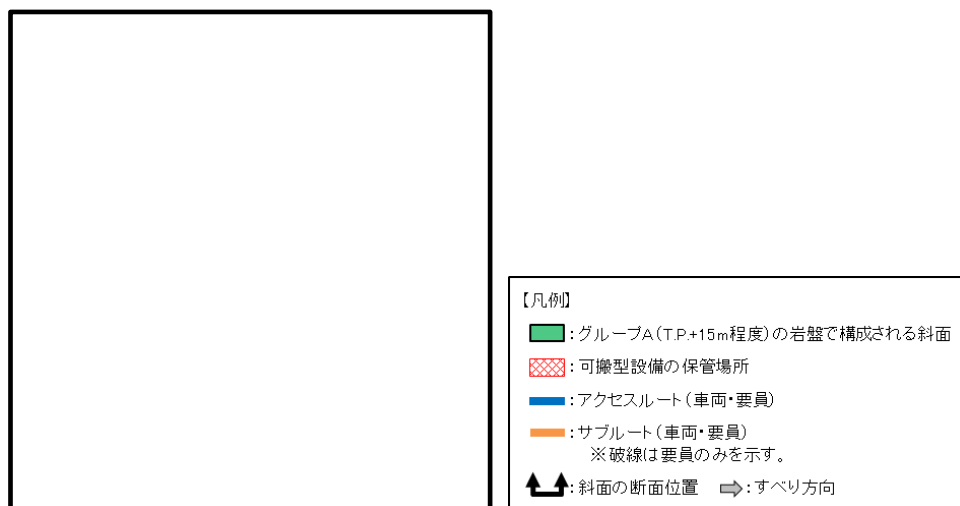 【凡例】
：グループA（T.P.+15m程度）の岩盤で構成される斜面
：可搬型設備の保管場所
：アクセスルート（車両・要員）
：サブルート（車両・要員）
※破線は要員のみを示す。
：斜面の断面位置　：すべり方向